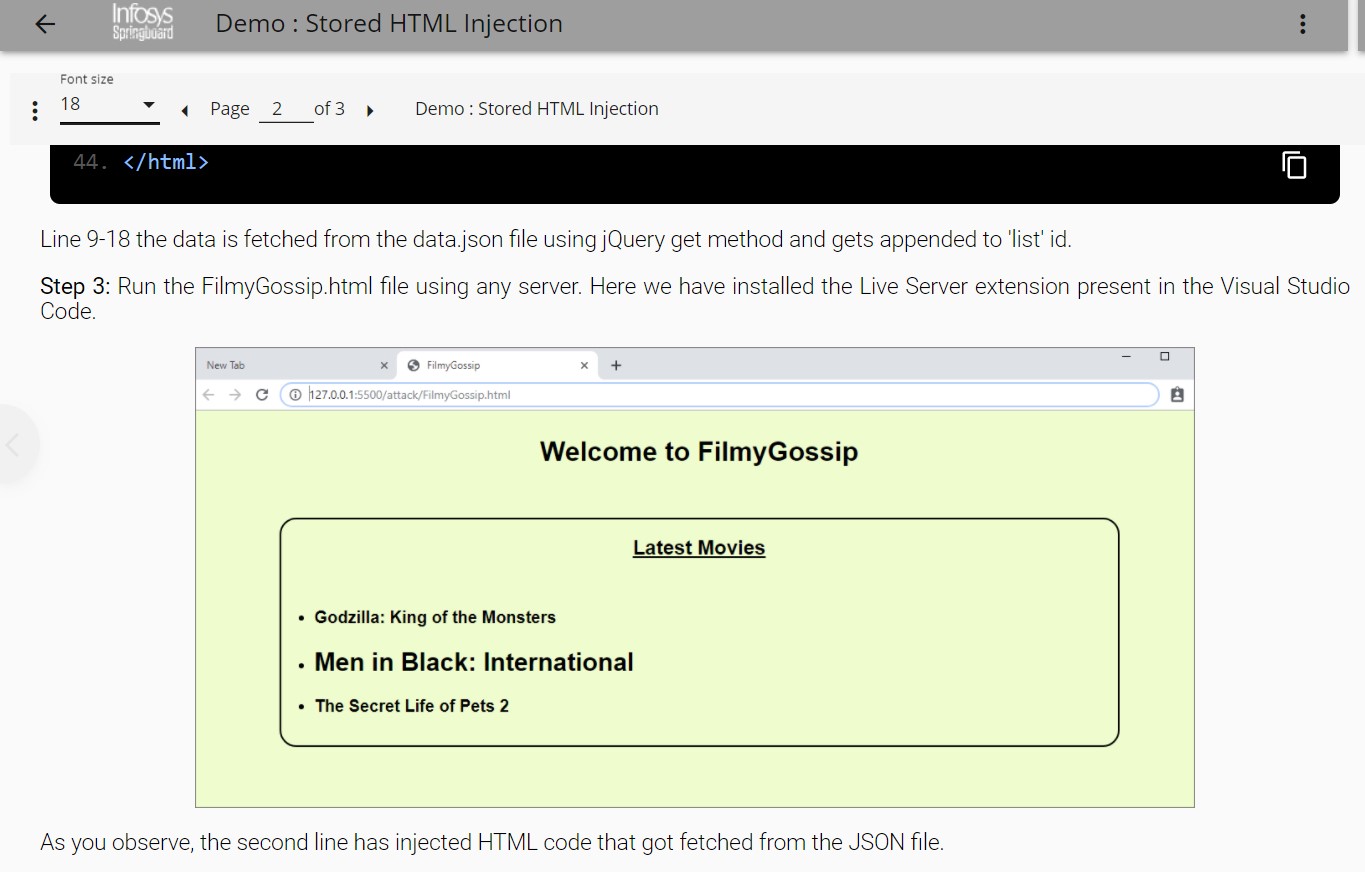 Infosys
Springboard
Demo : Stored HTML Injection
Font size
18
Page 2 of 3
Demo : Stored HTML Injection
44. </html>
Line 9-18 the data is fetched from the data.json file using jQuery get method and gets appended to 'list' id.
Step 3: Run the FilmyGossip.html file using any server. Here we have installed the Live Server extension present in the Visual Studio
Code.
New Tab
FilmyGossip
127.0.0.1:5500/attack/FilmyGossip.html
Welcome to FilmyGossip
Latest Movies
• Godzilla: King of the Monsters
• Men in Black: International
• The Secret Life of Pets 2
As you observe, the second line has injected HTML code that got fetched from the JSON file.